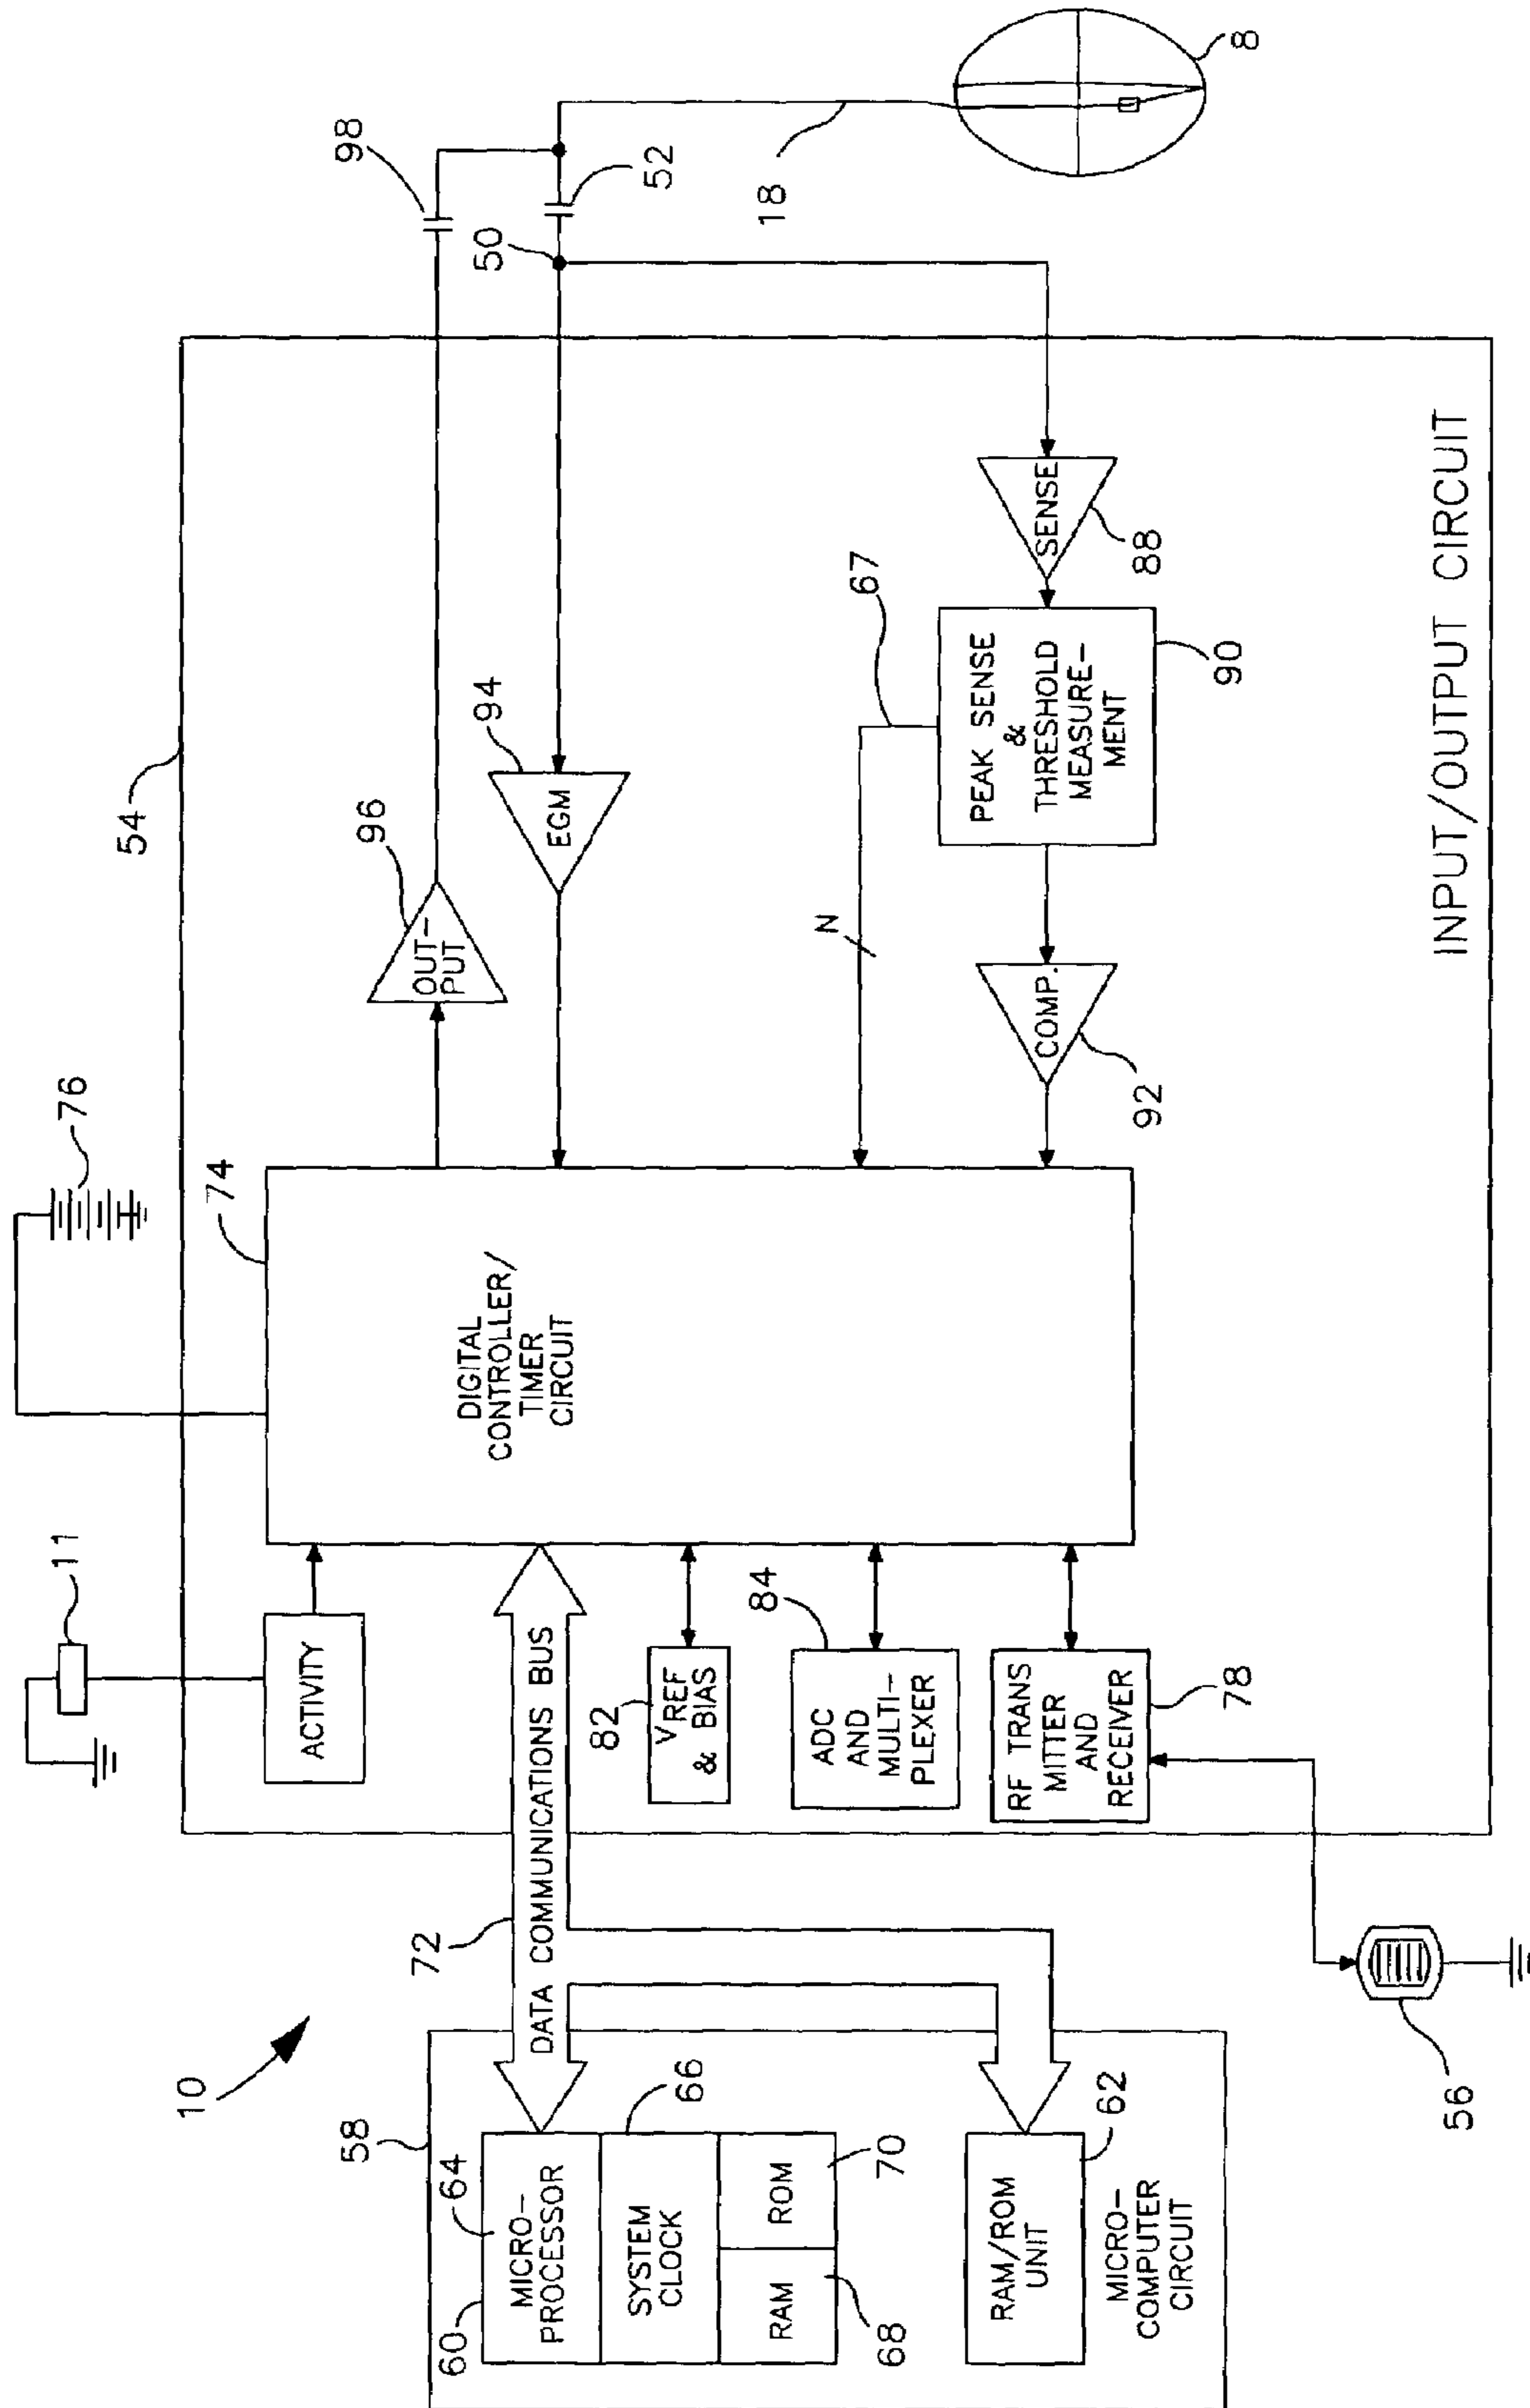 10
58
60
64
MICRO-
PROCESSOR
66
SYSTEM
CLOCK
RAM
68
ROM
70
RAM/ROM
UNIT
62
MICRO-
COMPUTER
CIRCUIT
72
DATA COMMUNICATIONS BUS
56
11
ACTIVITY
82
VREF
& BIAS
84
ADC
AND
MULTI-
PLEXER
RF TRANS
MITTER
AND
RECEIVER
78
76
74
DIGITAL
CONTROLLER/
TIMER
CIRCUIT
54
96
OUT-
PUT
94
EGM
N
67
COMP.
92
PEAK SENSE
&
THRESHOLD
MEASURE-
MENT
90
SENSE
88
INPUT/OUTPUT CIRCUIT
98
50
52
18
8